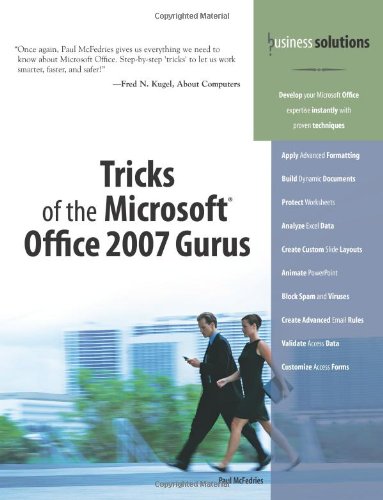 Copyrighted Material
"Once again, Paul McFedries gives us everything we need to
know about Microsoft Office. Step-by-step 'tricks' to let us work
smarter, faster, and safer!"
—Fred N. Kugel, About Computers
business solutions
Develop your Microsoft Office
expertise instantly with
proven techniques
Tricks
of the Microsoft®
Office 2007 Gurus
Apply Advanced Formatting
Build Dynamic Documents
Protect Worksheets
Analyze Excel Data
Create Custom Slide Layouts
Animate PowerPoint
Block Spam and Viruses
Create Advanced Email Rules
Validate Access Data
Customize Access Forms
Paul McFedries
Copyrighted Material